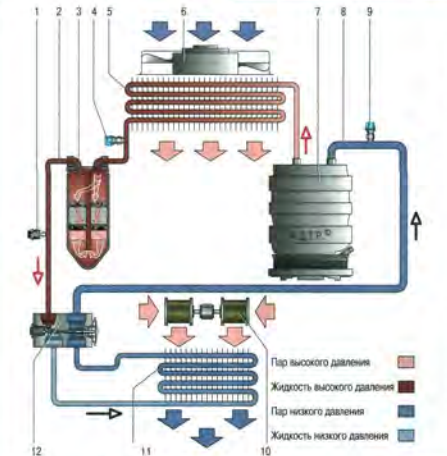 1 2 3 4 5 6 7 8 9
Пар высокого давления
Жидкость высокого давления
Пар низкого давления
Жидкость низкого давления
12 11 10